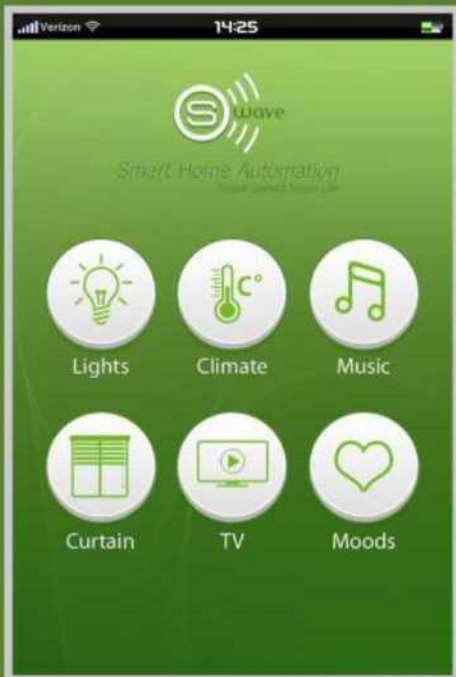 Verizon 14:25
S wave
Smart Home Automation
C°
Lights Climate Music
Curtain TV Moods